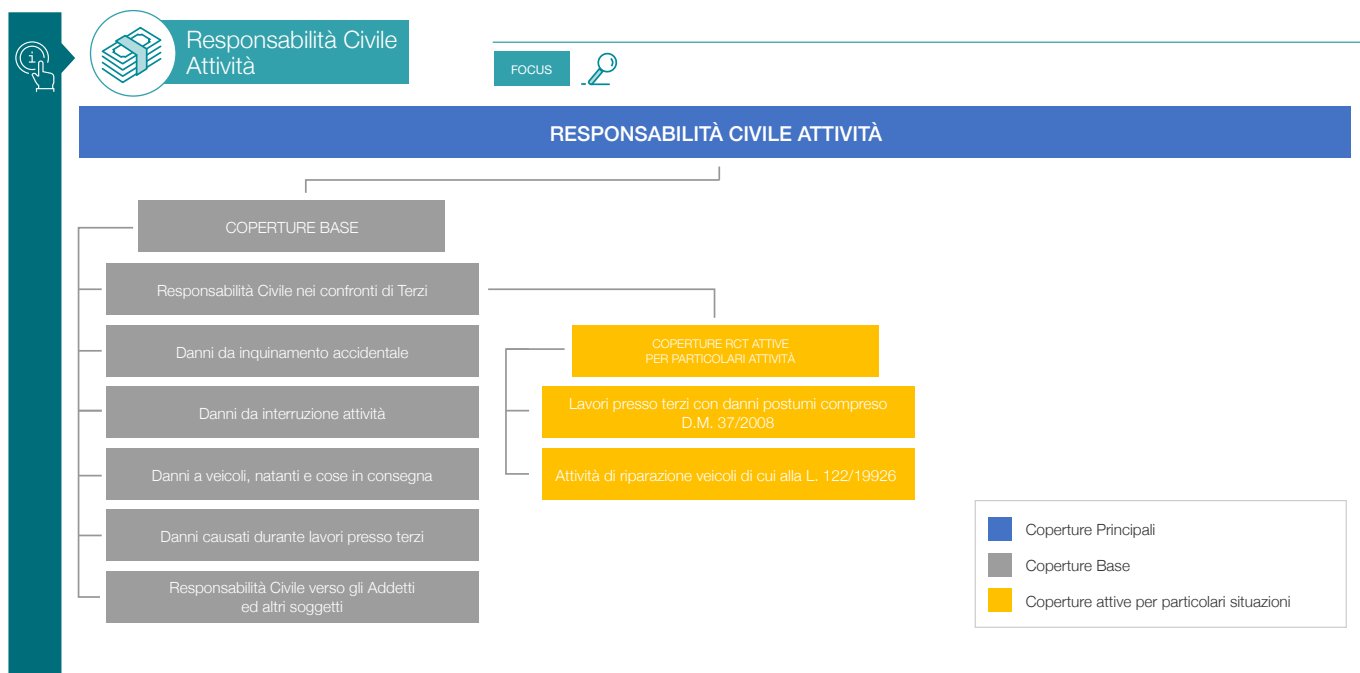 Responsabilità Civile
Attività
FOCUS
RESPONSABILITÀ CIVILE ATTIVITÀ
COPERTURE BASE
Responsabilità Civile nei confronti di Terzi
Danni da inquinamento accidentale
Danni da interruzione attività
Danni a veicoli, natanti e cose in consegna
Danni causati durante lavori presso terzi
Responsabilità Civile verso gli Addetti
ed altri soggetti
COPERTURE RCT ATTIVE
PER PARTICOLARI ATTIVITÀ
Lavori presso terzi con danni postumi compreso
D.M. 37/2008
Attività di riparazione veicoli di cui alla L. 122/19926
Coperture Principali
Coperture Base
Coperture attive per particolari situazioni